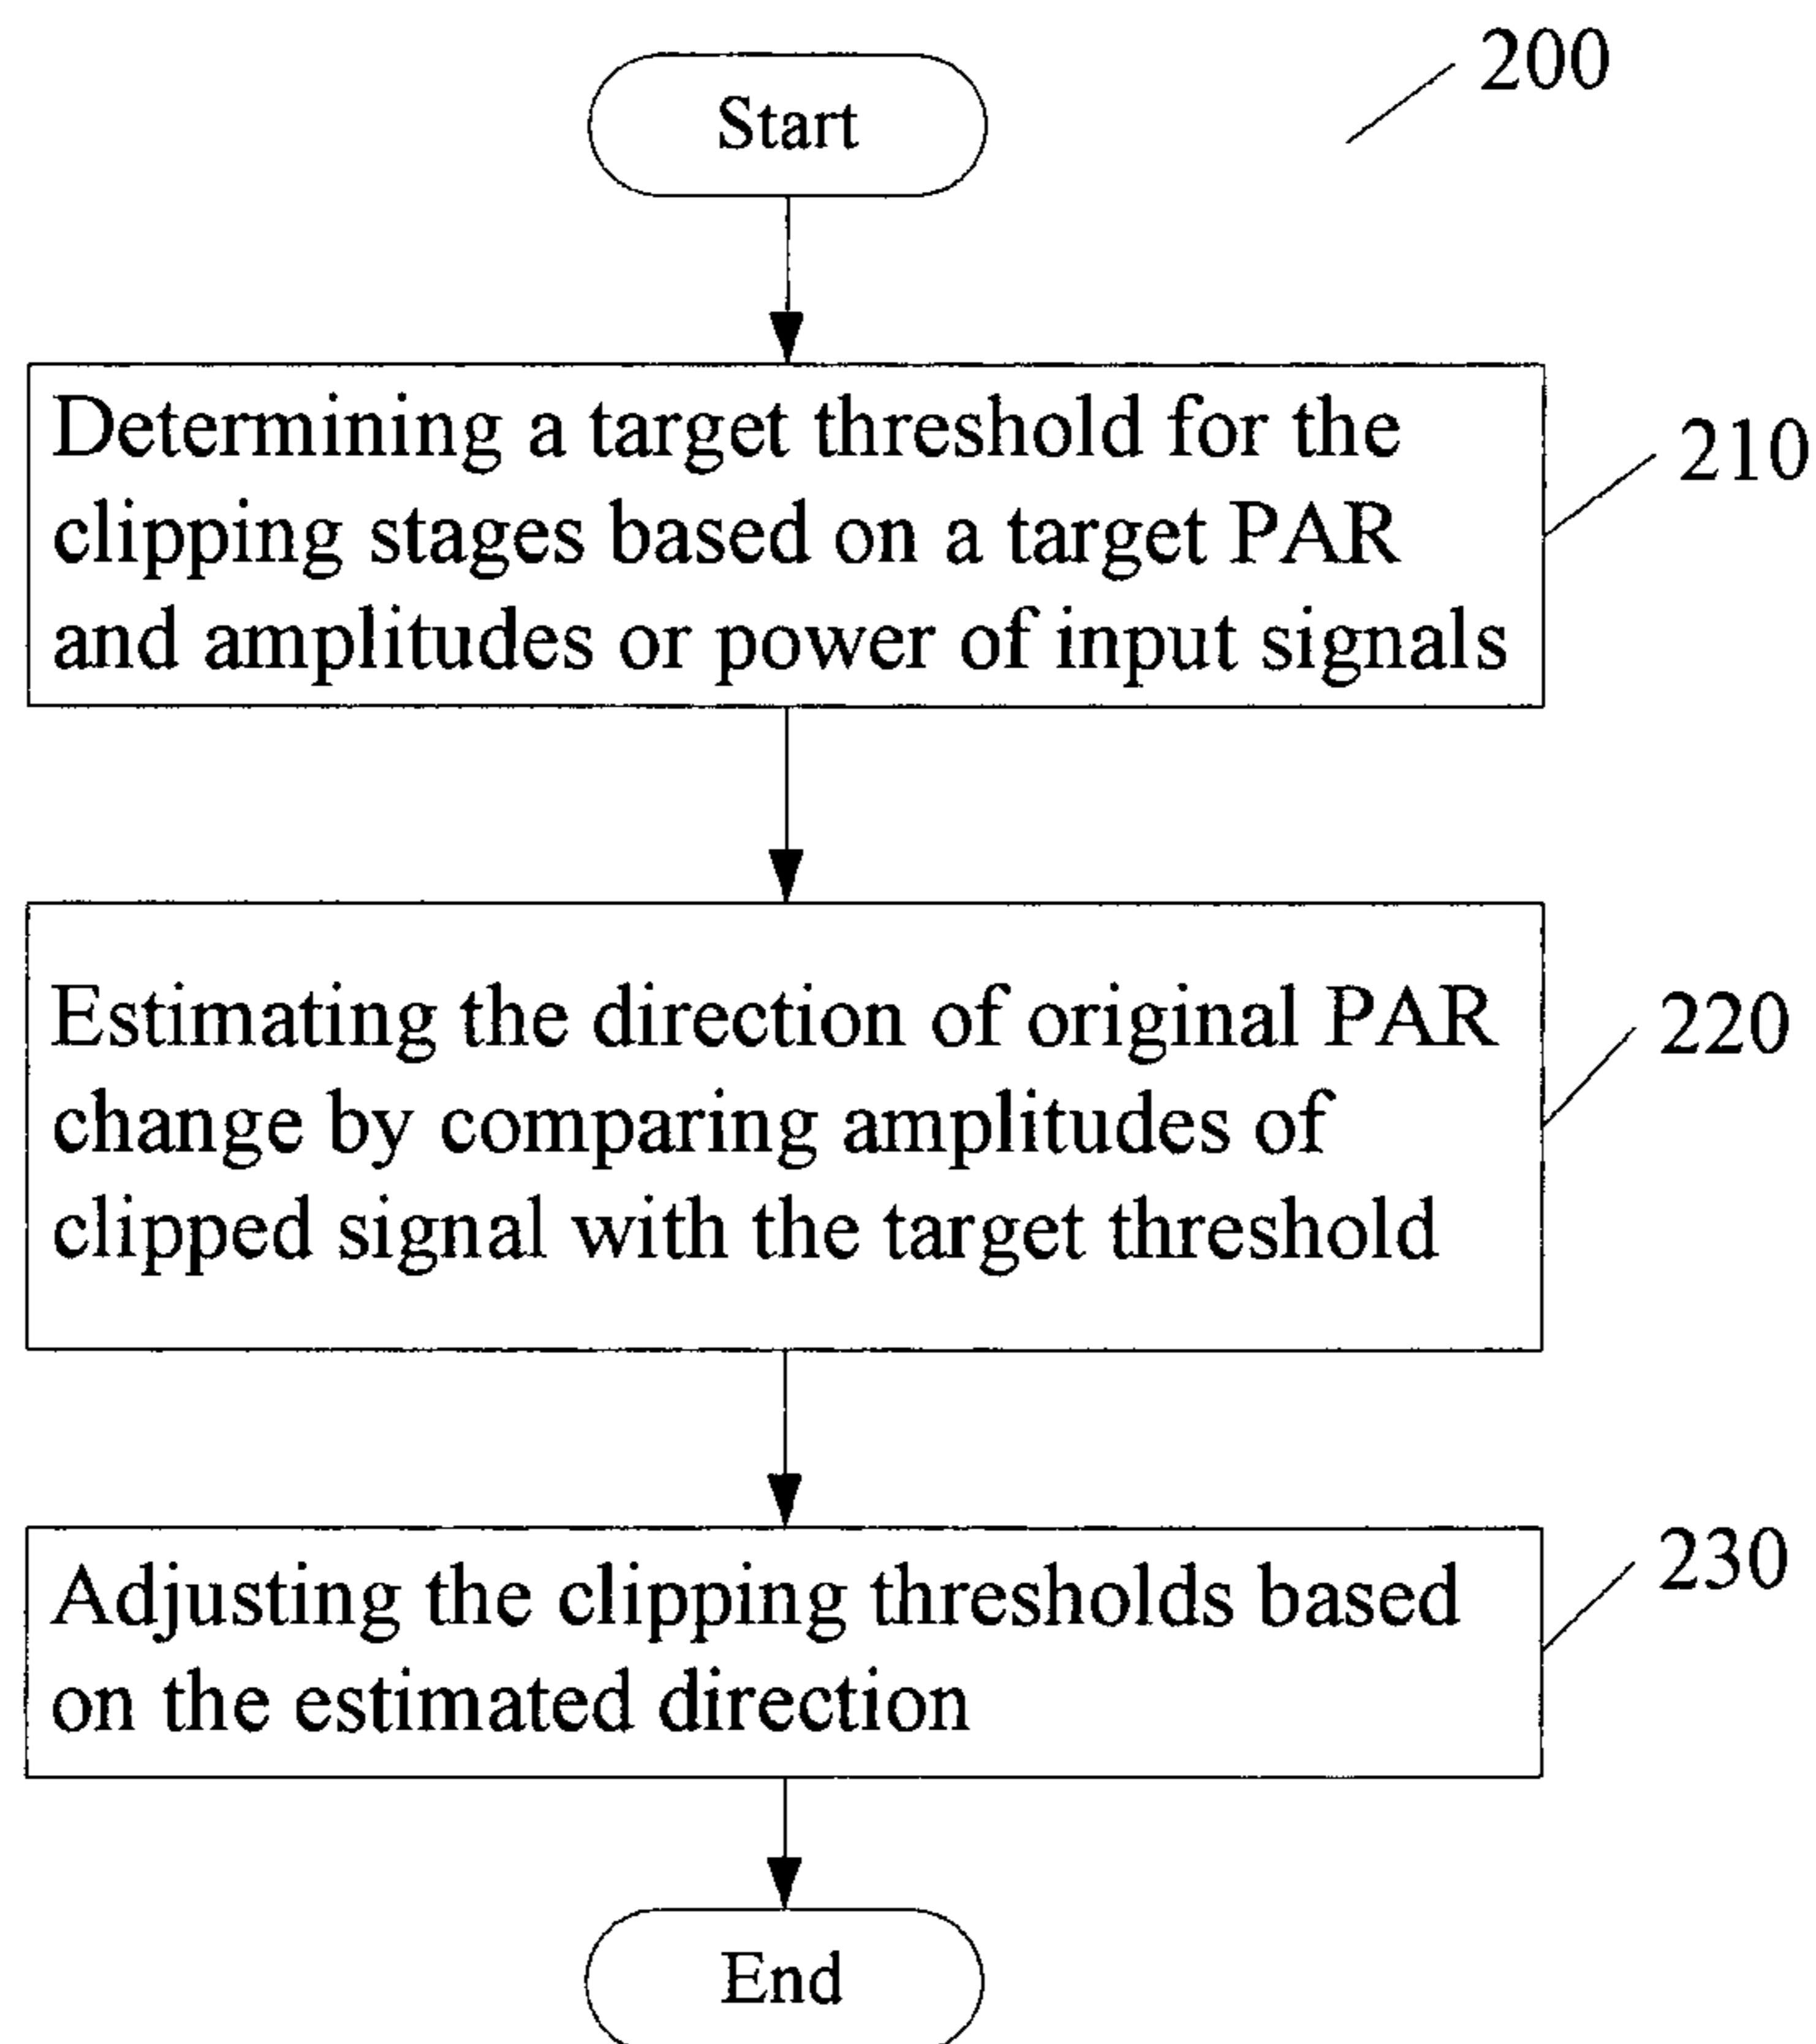 200
Start
Determining a target threshold for the
clipping stages based on a target PAR
and amplitudes or power of input signals
210
Estimating the direction of original PAR
change by comparing amplitudes of
clipped signal with the target threshold
220
Adjusting the clipping thresholds based
on the estimated direction
230
End